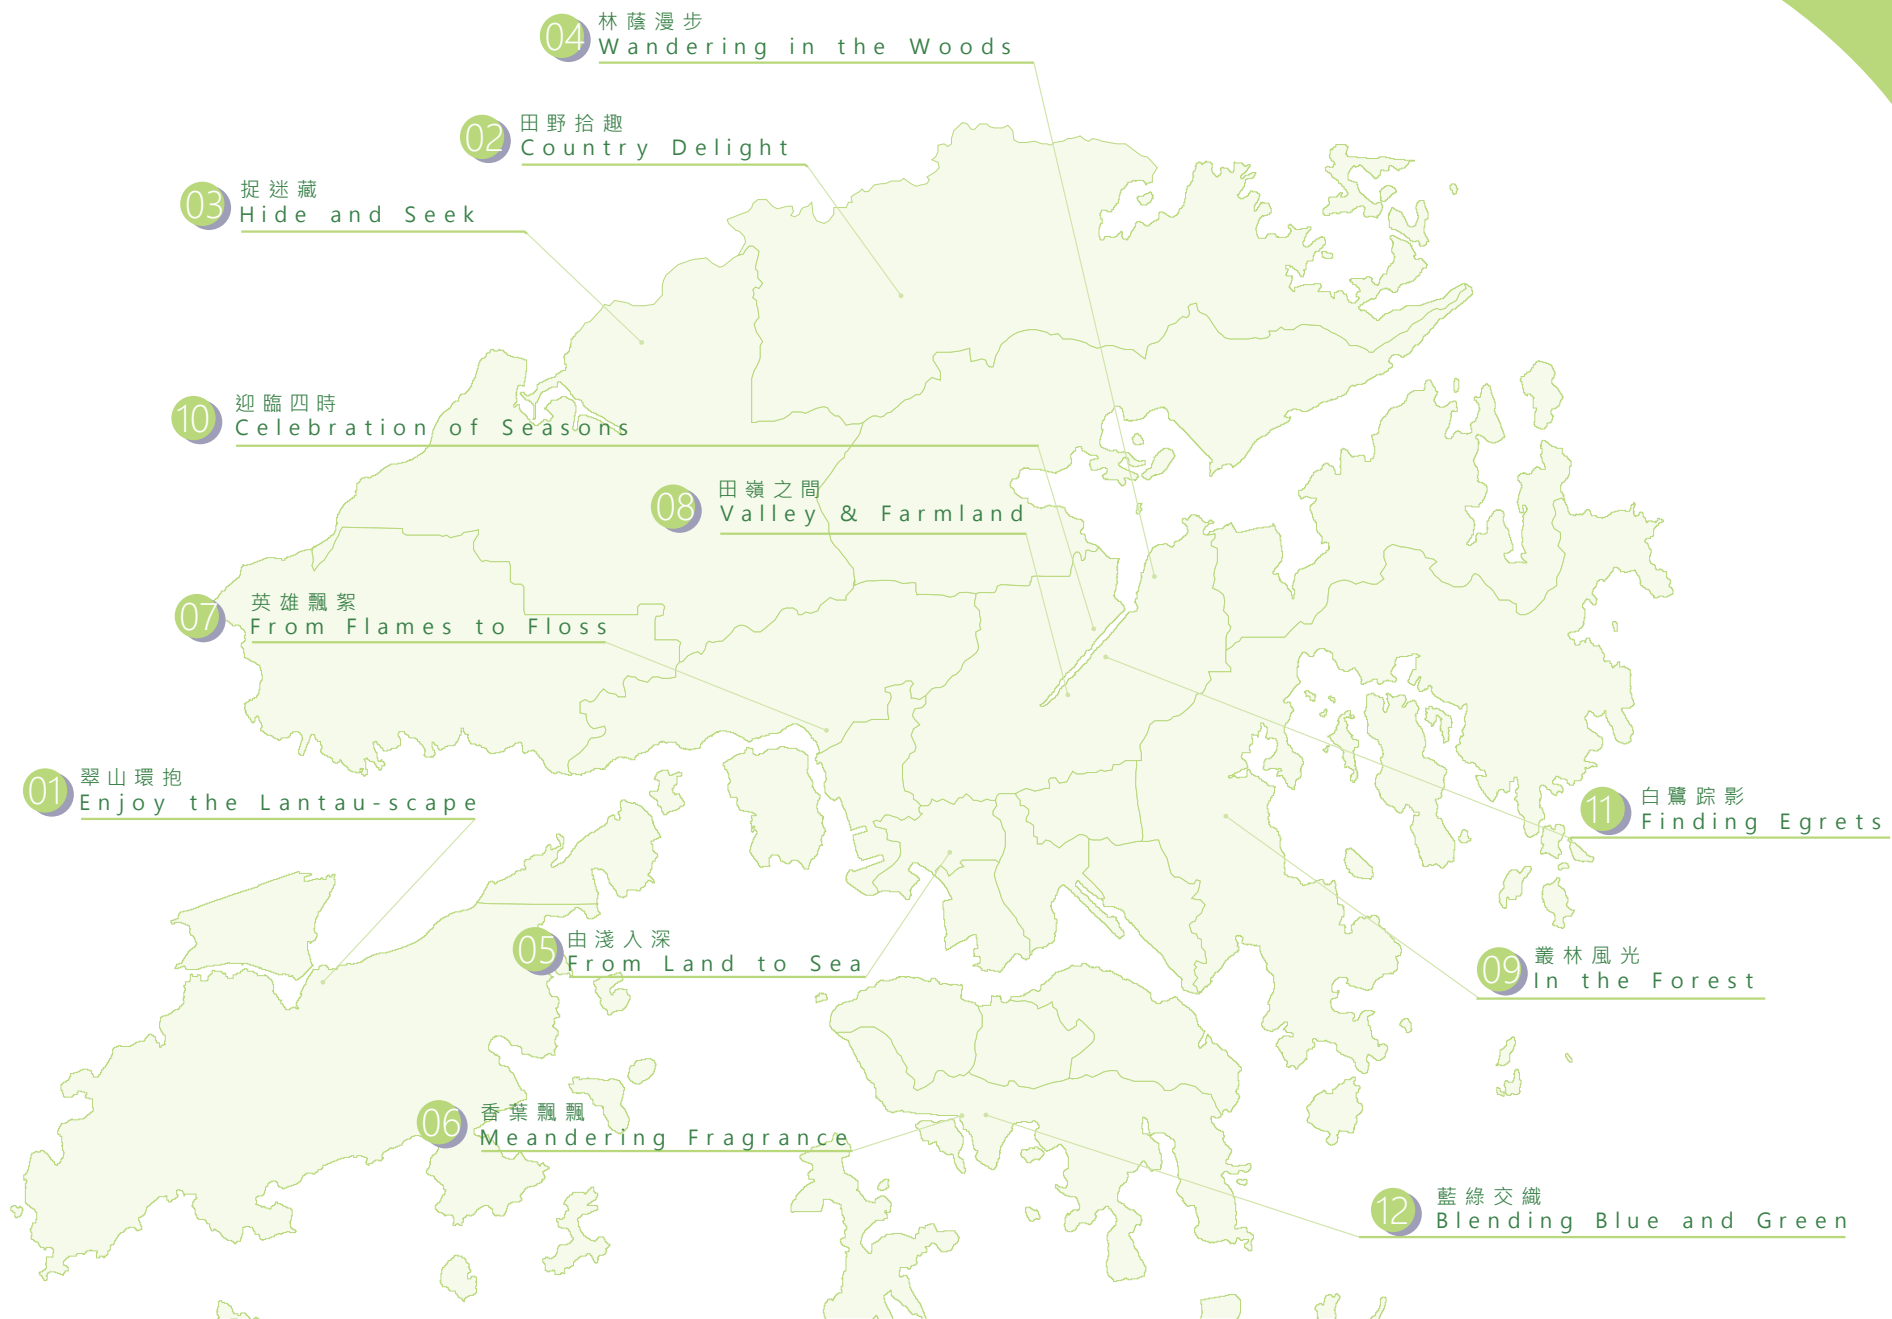 04
林蔭漫步
Wandering in the Woods
02
田野拾趣
Country Delight
03
捉迷藏
Hide and Seek
10
迎臨四時
Celebration of Seasons
08
田嶺之間
Valley & Farmland
07
英雄飄絮
From Flames to Floss
01
翠山環抱
Enjoy the Lantau-scape
11
白鷺踪影
Finding Egrets
05
由淺入深
From Land to Sea
09
叢林風光
In the Forest
06
香葉飄飄
Meandering Fragrance
12
藍綠交織
Blending Blue and Green